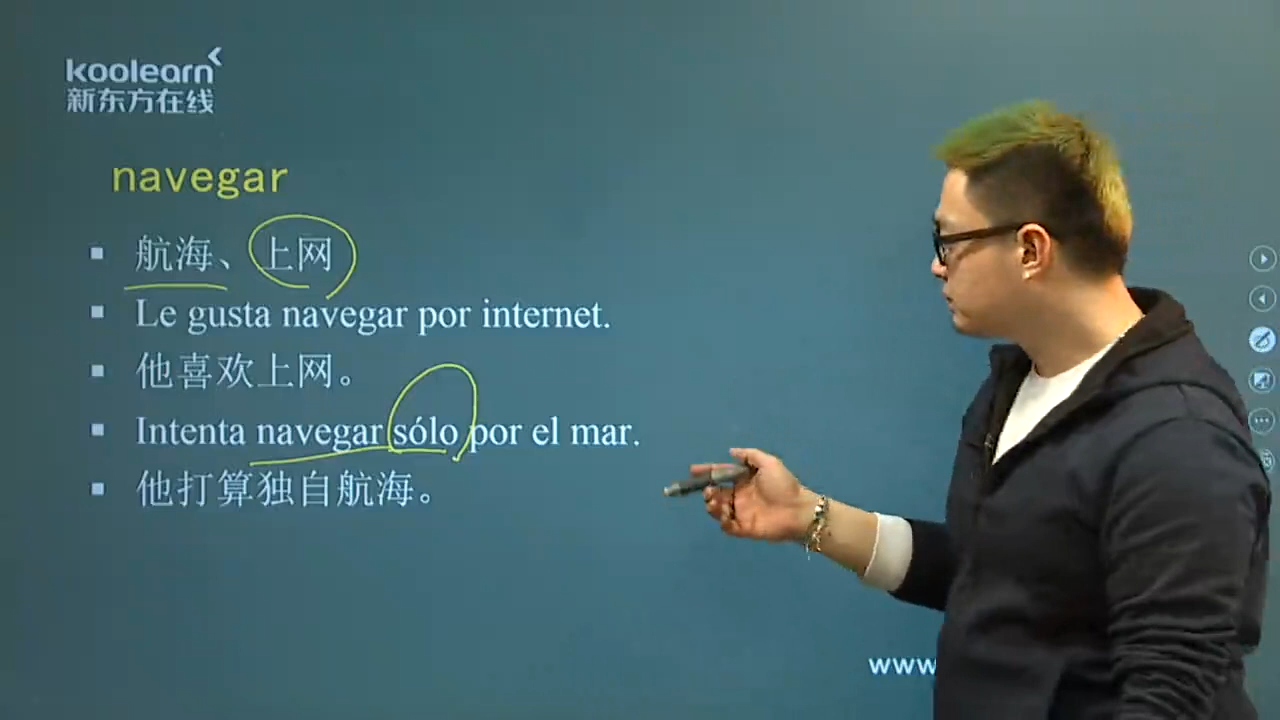 koolearn
新东方在线
navegar
航海、上网
Le gusta navegar por internet.
他喜欢上网。
Intenta navegar sólo por el mar.
他打算独自航海。
www